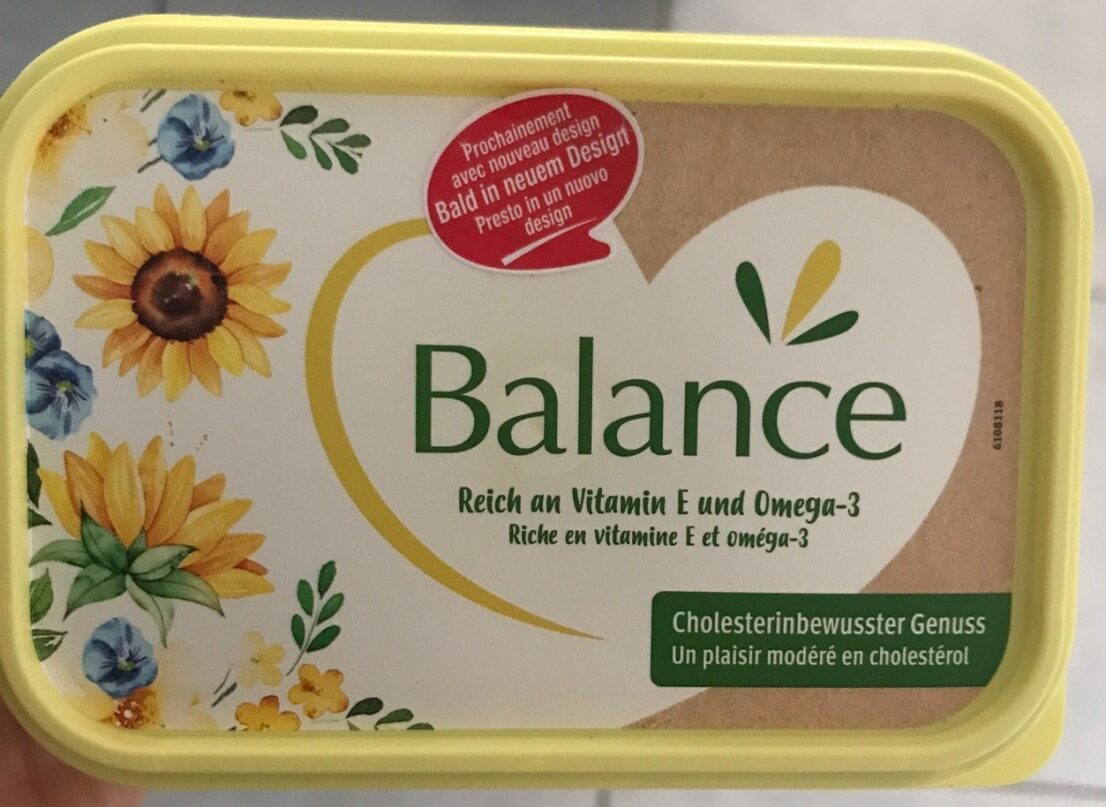 Prochainement
avec nouveau design
Bald in neuem Design
Presto in un nuovo
design
Balance
Reich an Vitamin E und Omega-3
Riche en vitamine E et oméga-3
Cholesterinbewusster Genuss
Un plaisir modéré en cholestérol
6108118